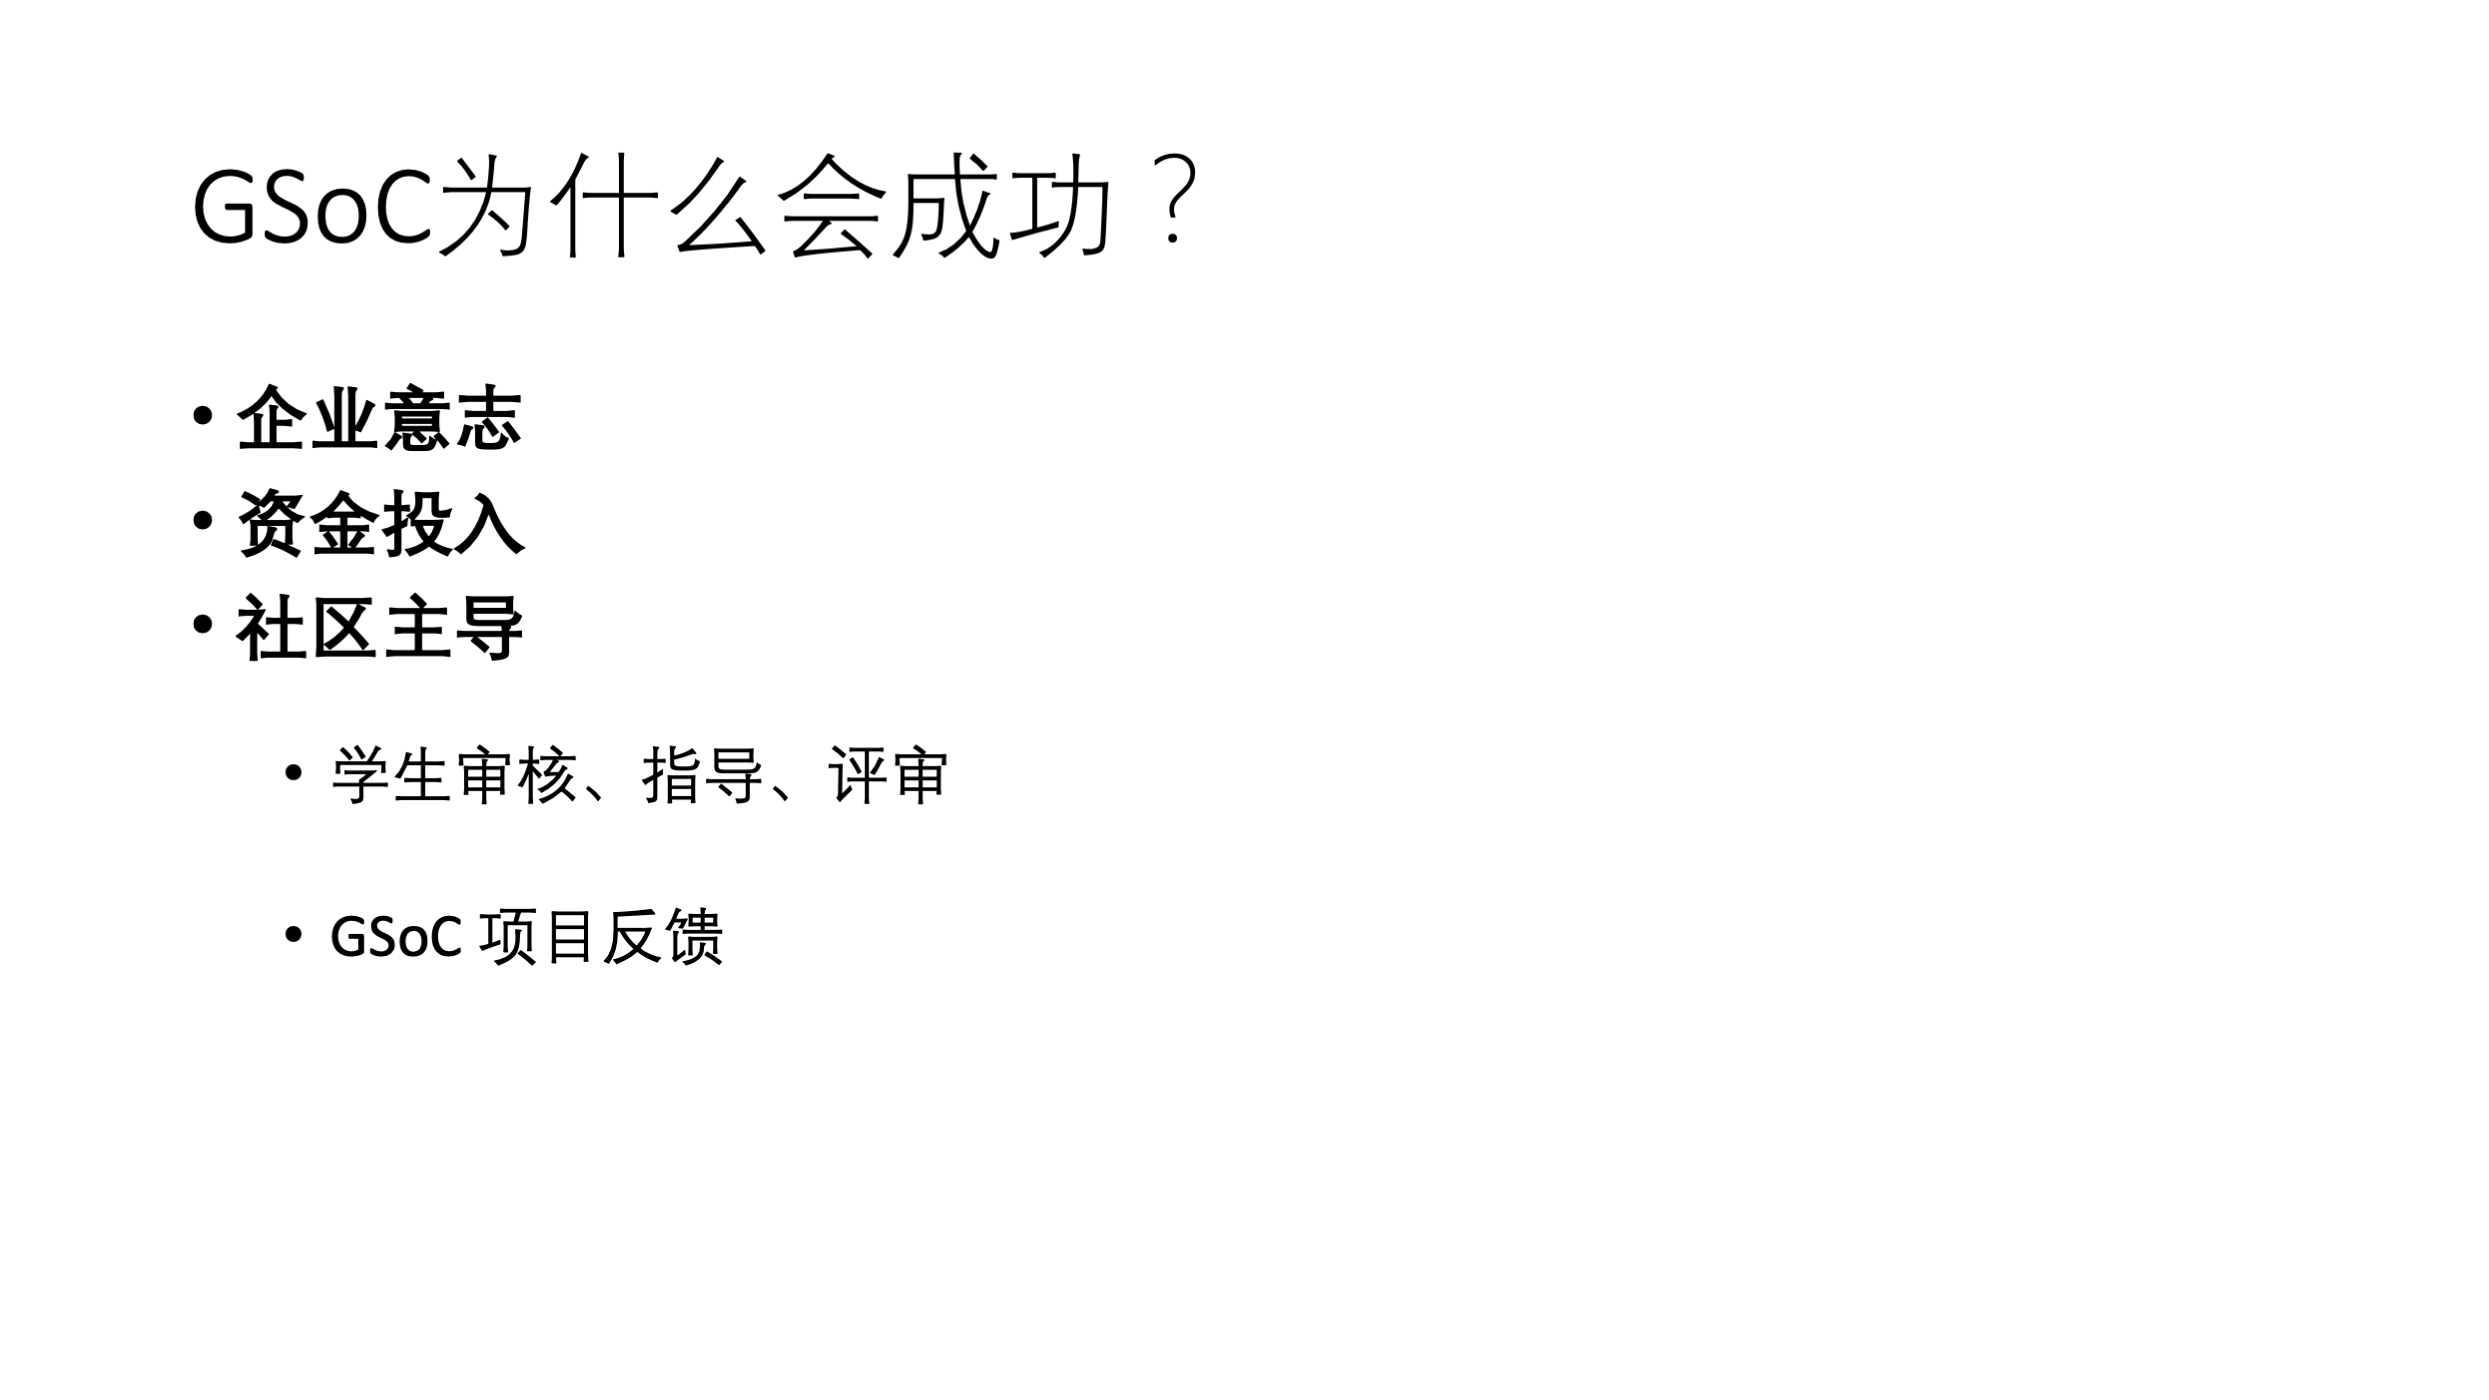 GSoC为什么会成功？
• 企业意志
• 资金投入
• 社区主导
• 学生审核、指导、评审
• GSoC 项目反馈